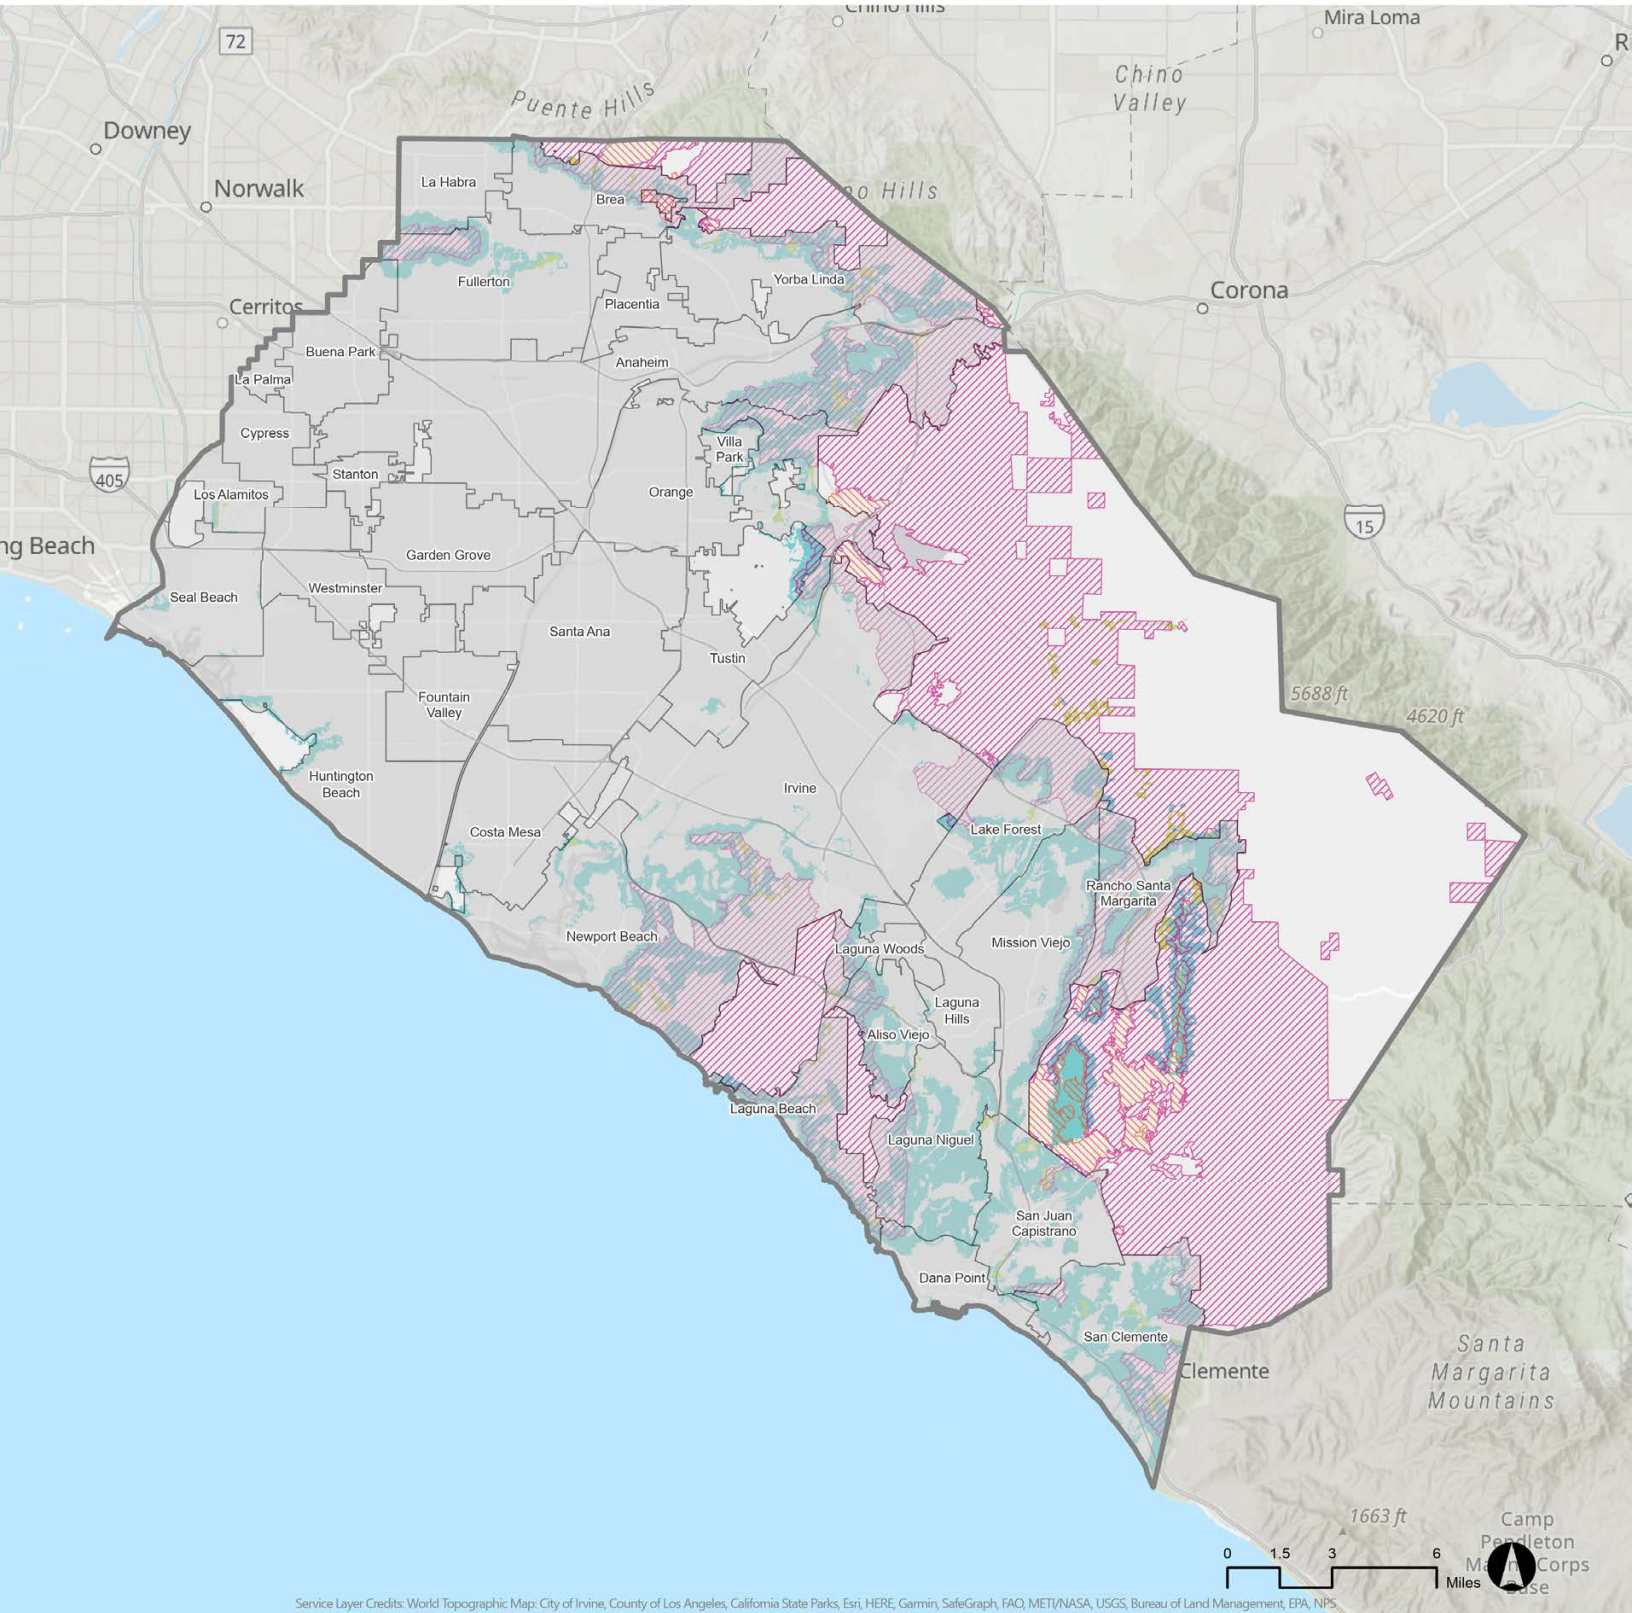 Chino Hills
Mira Loma
72
Chino
Valley
Puente Hills
Downey
La Habra
Norwalk
Brea
no Hills
Fullerton
Yorba Linda
Corona
Placentia
Cerritos
Buena Park
Anaheim
La Palma
Cypress
Villa
Park
405
Stanton
Los Alamitos
Orange
15
ng Beach
Garden Grove
Westminster
Seal Beach
Santa Ana
Tustin
5688 ft
Fountain
Valley
4620 ft
Huntington
Beach
Irvine
Costa Mesa
Lake Forest
Rancho Santa
Margarita
Newport Beach
Laguna Woods
Mission Viejo
Laguna
Hills
Aliso Viejo
Laguna Beach
Laguna Niguel
San Juan
Capistrano
Dana Point
San Clemente
Clemente
Santa
Margarita
Mountains
1663 ft
Camp
Pendleton
Corps
0 1.5 3 6
Miles
Service Layer Credits: World Topographic Map: City of Irvine, County of Los Angeles, California State Parks, Esri, HERE, Garmin, SafeGraph, FAO, METI/NASA, USGS, Bureau of Land Management, EPA, NPS